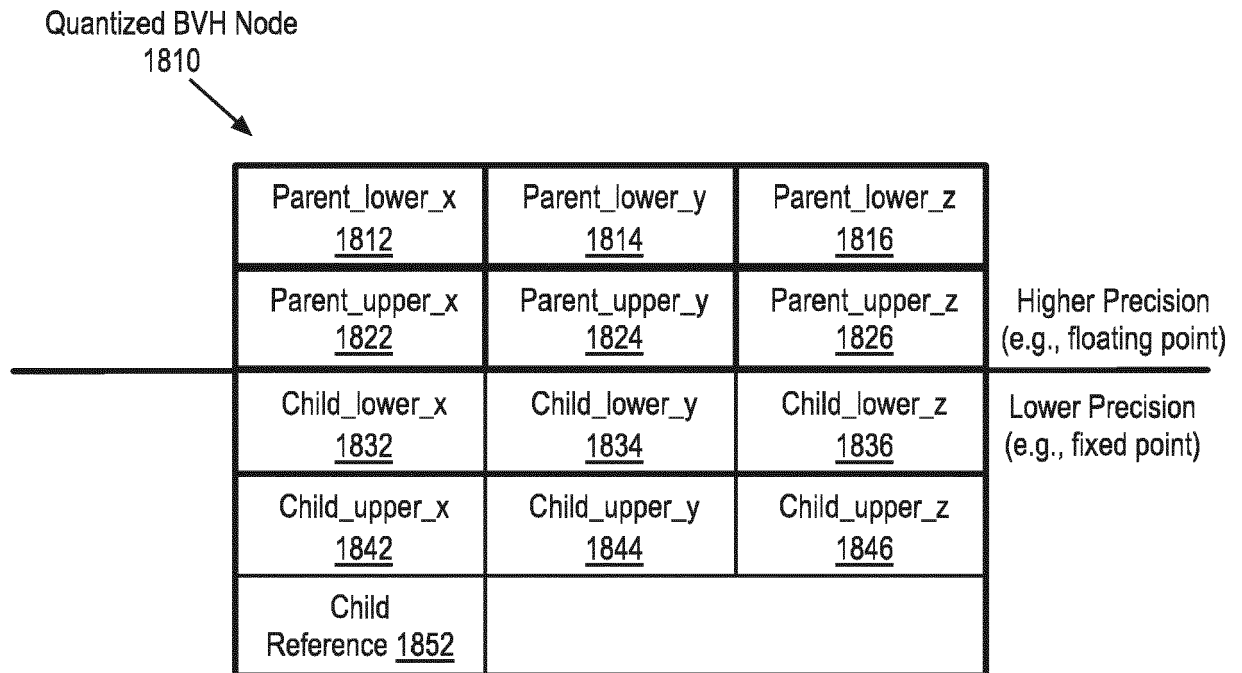 Quantized BVH Node
1810
Parent_lower_x Parent_lower_y Parent_lower_z
1812 1814 1816
Parent_upper_x Parent_upper_y Parent_upper_z
1822 1824 1826
Higher Precision
(e.g., floating point)
Child_lower_x Child_lower_y Child_lower_z
1832 1834 1836
Lower Precision
(e.g., fixed point)
Child_upper_x Child_upper_y Child_upper_z
1842 1844 1846
Child
Reference 1852